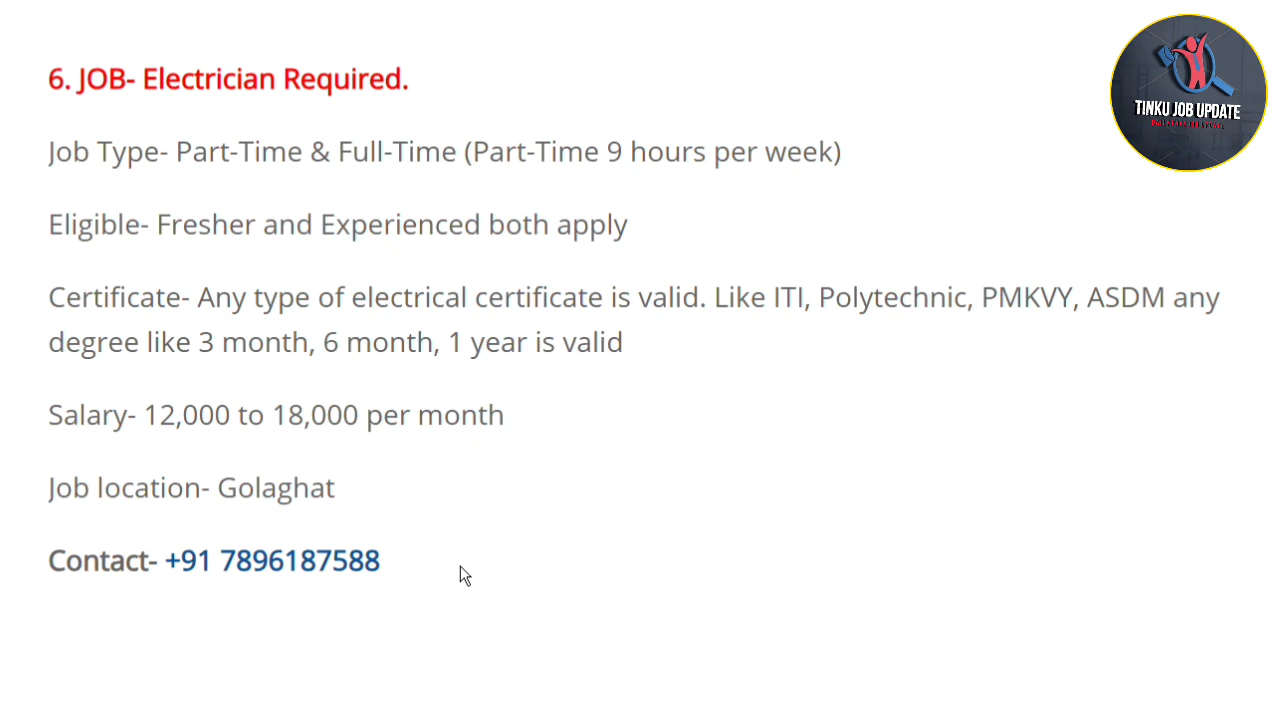 6. JOB- Electrician Required.
TINKU JOB UPDATE
Job Type- Part-Time & Full-Time (Part-Time 9 hours per week)
Eligible- Fresher and Experienced both apply
Certificate- Any type of electrical certificate is valid. Like ITI, Polytechnic, PMKVY, ASDM any
degree like 3 month, 6 month, 1 year is valid
Salary- 12,000 to 18,000 per month
Job location- Golaghat
Contact- +91 7896187588